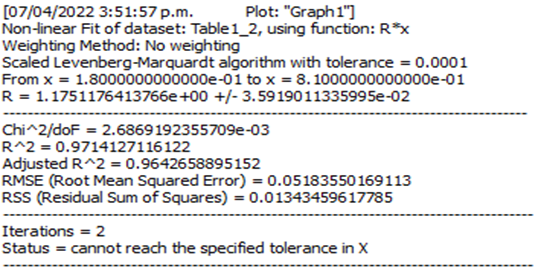 [07/04/2022 3:51:57 p.m. Plot: "Graph1"]
Non-linear Fit of dataset: Table1_2, using function: R*x
Weighting Method: No weighting
Scaled Levenberg-Marquardt algorithm with tolerance = 0.0001
From x = 1.8000000000000e-01 to x = 8.1000000000000e-01
R = 1.1751176413766e+00 +/- 3.5919011335995e-02
--------------------------------------------------------------------------------------
Chi^2/doF = 2.6869192355709e-03
R^2 = 0.9714127116122
Adjusted R^2 = 0.9642658895152
RMSE (Root Mean Squared Error) = 0.05183550169113
RSS (Residual Sum of Squares) = 0.01343459617785
---------------------------------------------------------------------------------------
Iterations = 2
Status = cannot reach the specified tolerance in X
---------------------------------------------------------------------------------------